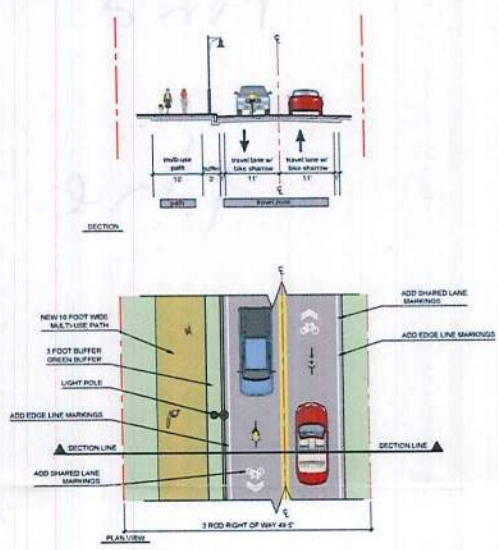 ℄
multi-use
path
buffer
travel lane w/
bike sharrow
travel lane w/
bike sharrow
10'
3'
11'
11'
path
travel zone
SECTION
℄
NEW 10 FOOT WIDE
MULTI-USE PATH
3 FOOT BUFFER
GREEN BUFFER
LIGHT POLE
ADD EDGE LINE MARKINGS
SECTION LINE
ADD SHARED LANE
MARKINGS
ADD SHARED LANE
MARKINGS
ADD EDGE LINE MARKINGS
SECTION LINE
℄
3 ROD RIGHT OF WAY 49.5'
PLAN VIEW